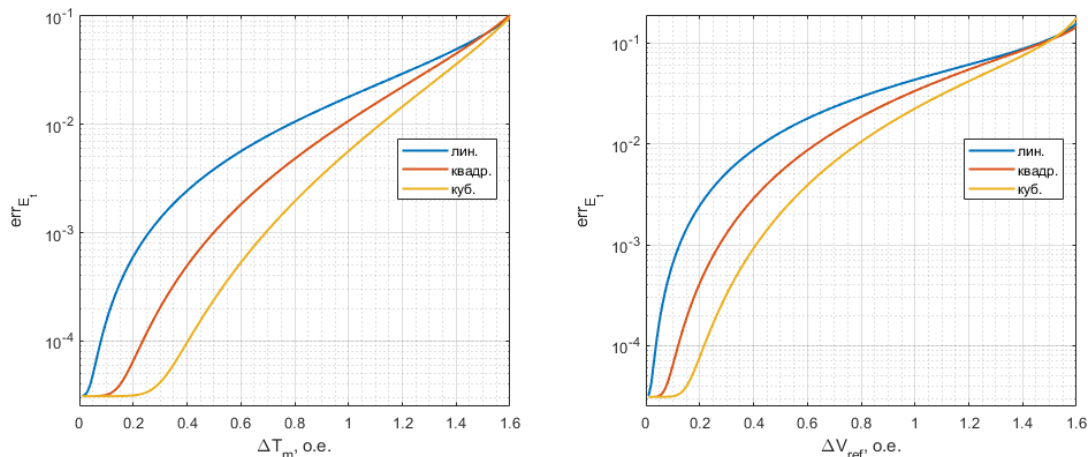 10^-1
10^-2
10^-3
10^-4
err_E_t
0 0.2 0.4 0.6 0.8 1 1.2 1.4 1.6
ΔT_m, о.е.
лин.
квадр.
куб.
10^-1
10^-2
10^-3
10^-4
err_E_t
0 0.2 0.4 0.6 0.8 1 1.2 1.4 1.6
ΔV_ref, о.е.
лин.
квадр.
куб.